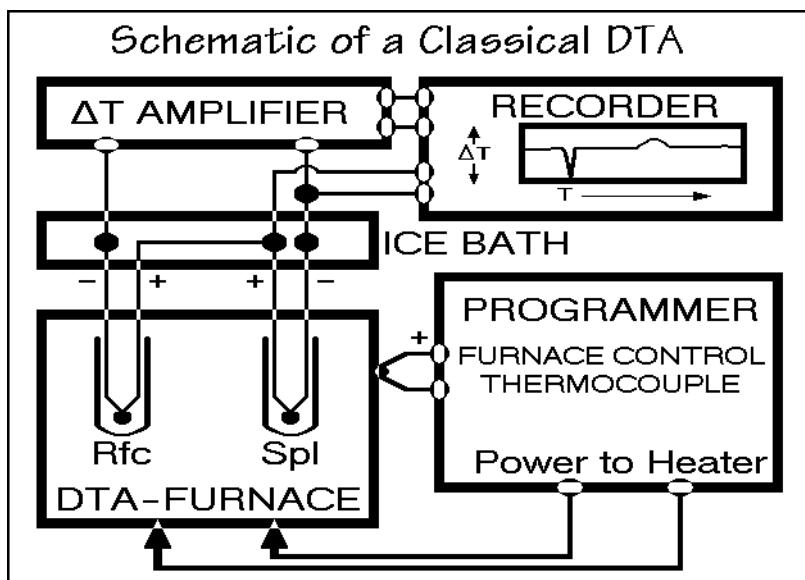 Schematic of a Classical DTA
ΔT AMPLIFIER
RECORDER
ΔT
T
ICE BATH
− + + −
PROGRAMMER
+
FURNACE CONTROL
THERMOCOUPLE
Rfc Spl
Power to Heater
DTA-FURNACE